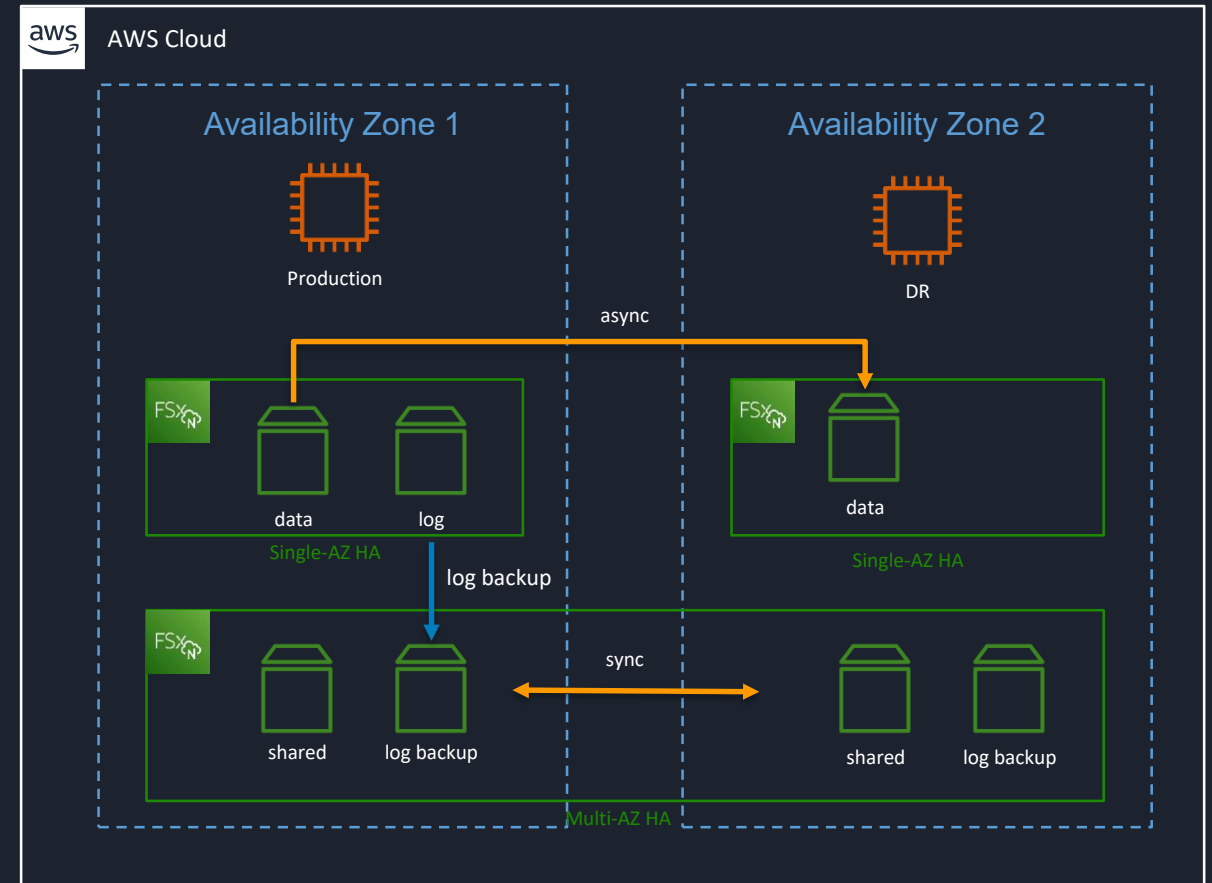 aws
AWS Cloud
Availability Zone 1
Availability Zone 2
Production
DR
async
FSx
N
FSx
N
data
log
data
Single-AZ HA
Single-AZ HA
log backup
FSx
N
sync
shared
log backup
shared
log backup
Multi-AZ HA